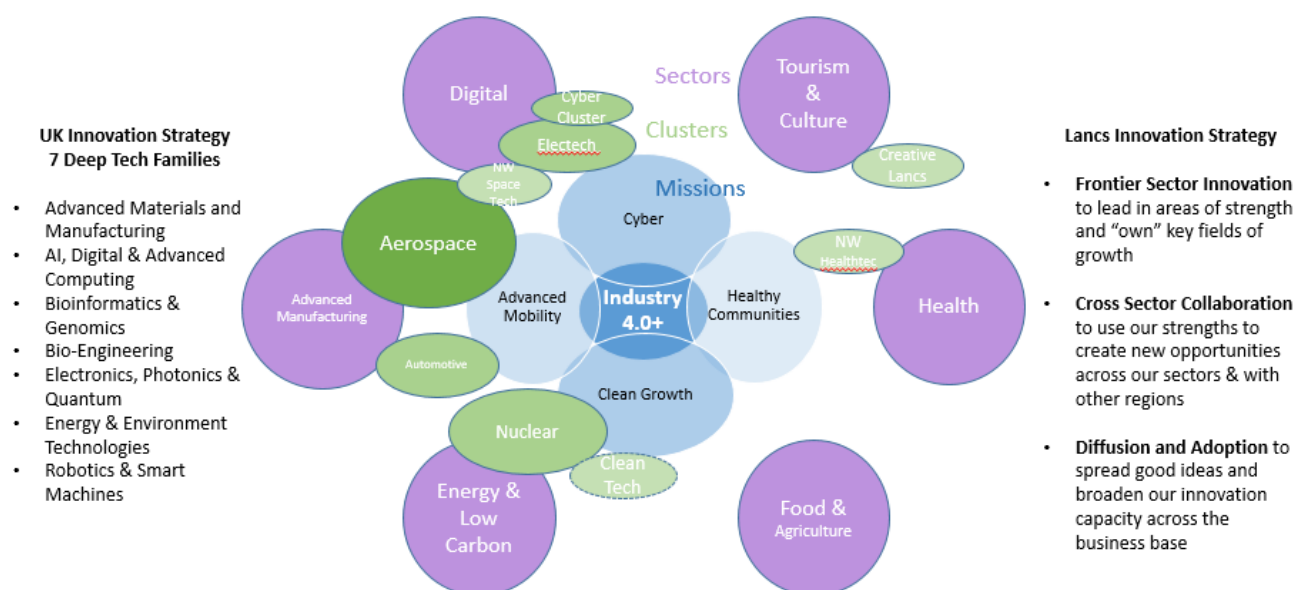 UK Innovation Strategy
7 Deep Tech Families
• Advanced Materials and
Manufacturing
• AI, Digital & Advanced
Computing
• Bioinformatics &
Genomics
• Bio-Engineering
• Electronics, Photonics &
Quantum
• Energy & Environment
Technologies
• Robotics & Smart
Machines
Sectors
Clusters
Missions
Digital
Cyber
Cluster
Electech
NW
Space
Tech
Aerospace
Advanced
Manufacturing
Automotive
Nuclear
Clean
Tech
Energy &
Low
Carbon
Cyber
Advanced
Mobility
Industry
4.0+
Healthy
Communities
Clean Growth
Tourism
&
Culture
Creative
Lancs
NW
Healthtec
Health
Food &
Agriculture
Lancs Innovation Strategy
• Frontier Sector Innovation
to lead in areas of strength
and “own” key fields of
growth
• Cross Sector Collaboration
to use our strengths to
create new opportunities
across our sectors & with
other regions
• Diffusion and Adoption to
spread good ideas and
broaden our innovation
capacity across the
business base